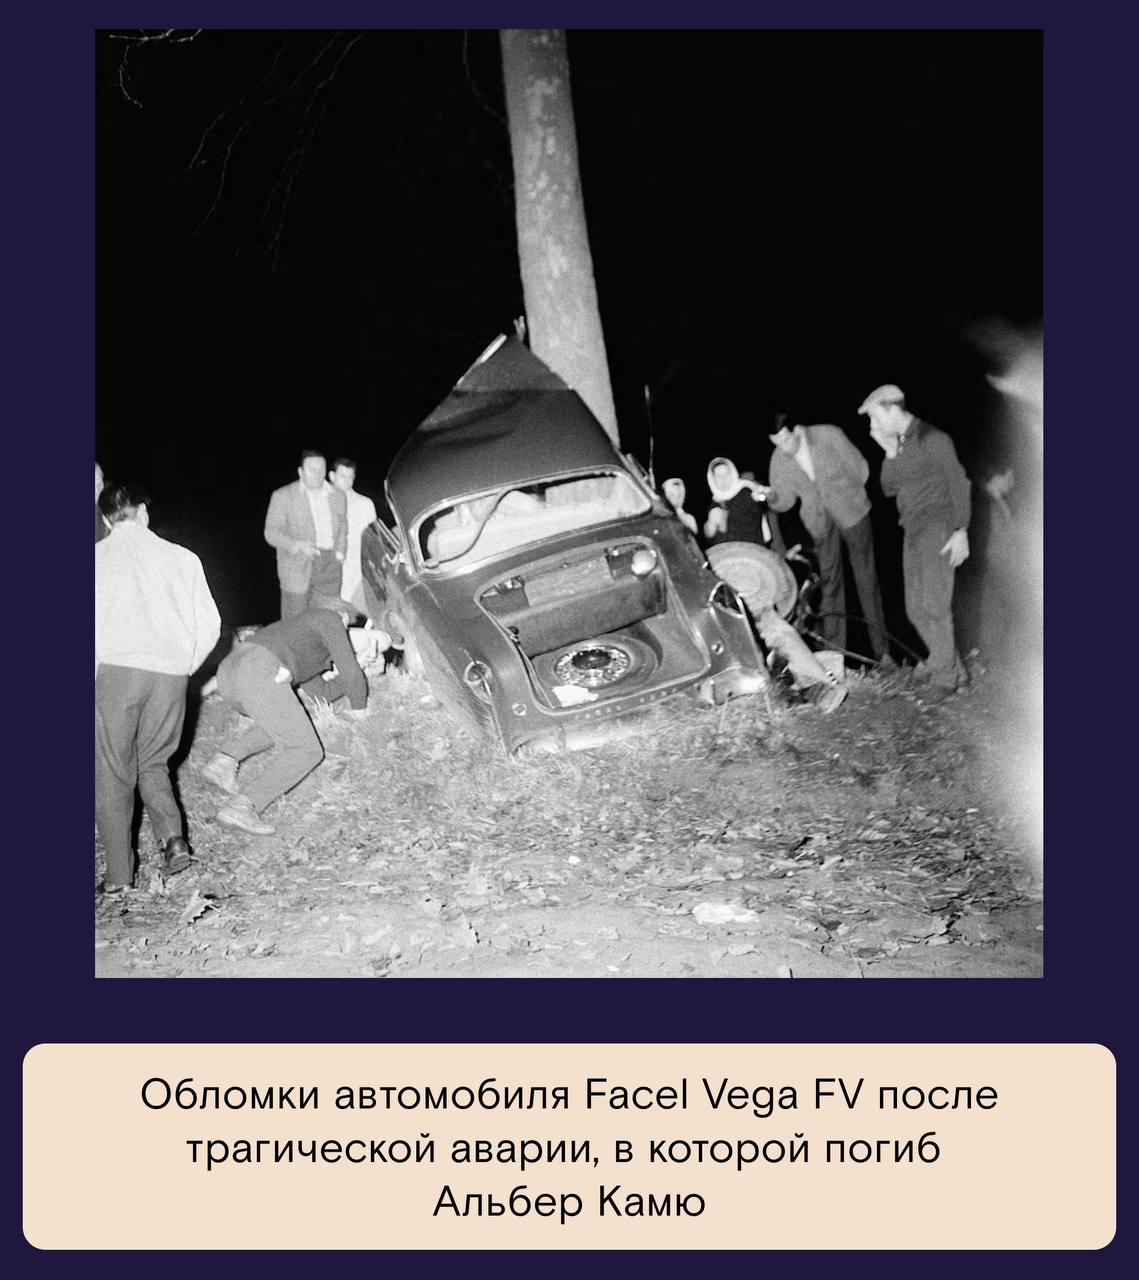 Обломки автомобиля Facel Vega FV после
трагической аварии, в которой погиб
Альбер Камю